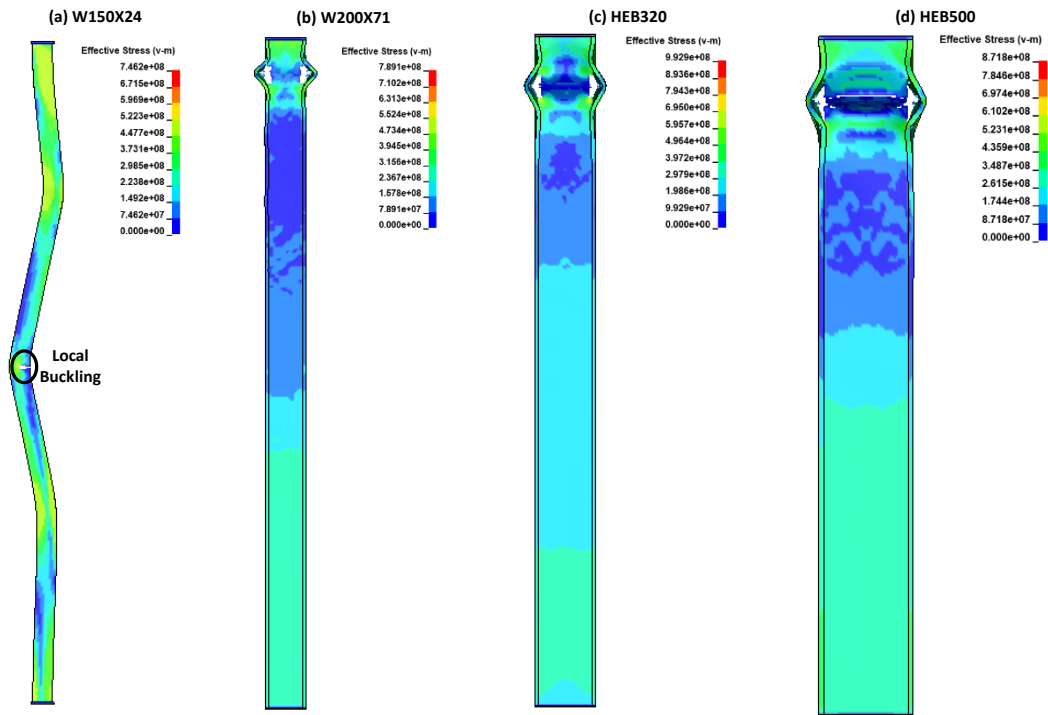 (a) W150X24
Effective Stress (v-m)
7.462e+08
6.715e+08
5.969e+08
5.223e+08
4.477e+08
3.731e+08
2.985e+08
2.238e+08
1.492e+08
7.462e+07
0.000e+00
Local
Buckling
(b) W200X71
Effective Stress (v-m)
7.891e+08
7.102e+08
6.313e+08
5.524e+08
4.734e+08
3.945e+08
3.156e+08
2.367e+08
1.578e+08
7.891e+07
0.000e+00
(c) HEB320
Effective Stress (v-m)
9.929e+08
8.936e+08
7.943e+08
6.950e+08
5.957e+08
4.964e+08
3.972e+08
2.979e+08
1.986e+08
9.929e+07
0.000e+00
(d) HEB500
Effective Stress (v-m)
8.718e+08
7.846e+08
6.974e+08
6.102e+08
5.231e+08
4.359e+08
3.487e+08
2.615e+08
1.744e+08
8.718e+07
0.000e+00